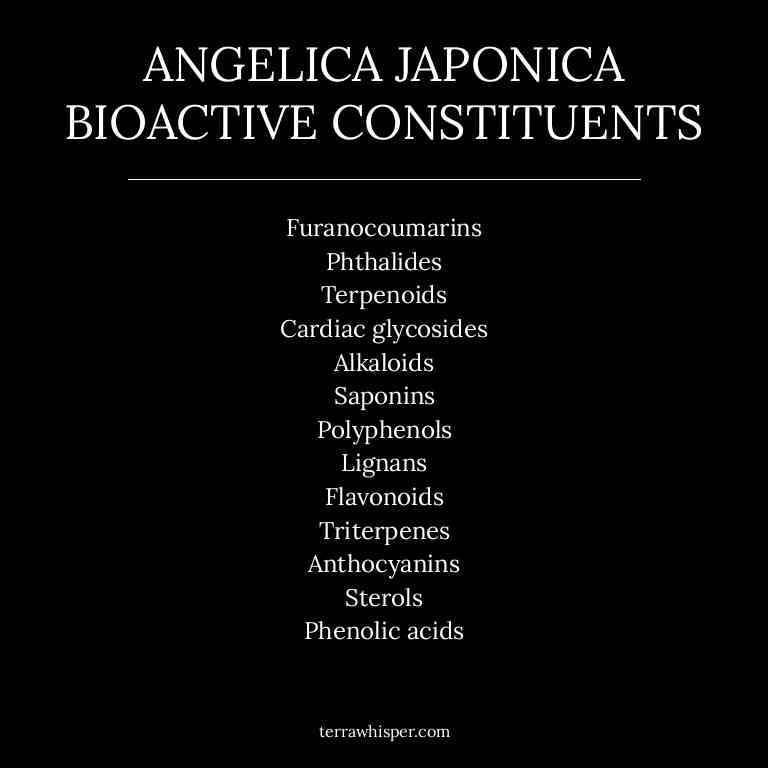 ANGELICA JAPONICA
BIOACTIVE CONSTITUENTS
Furanocoumarins
Phthalides
Terpenoids
Cardiac glycosides
Alkaloids
Saponins
Polyphenols
Lignans
Flavonoids
Triterpenes
Anthocyanins
Sterols
Phenolic acids
terrawhisper.com